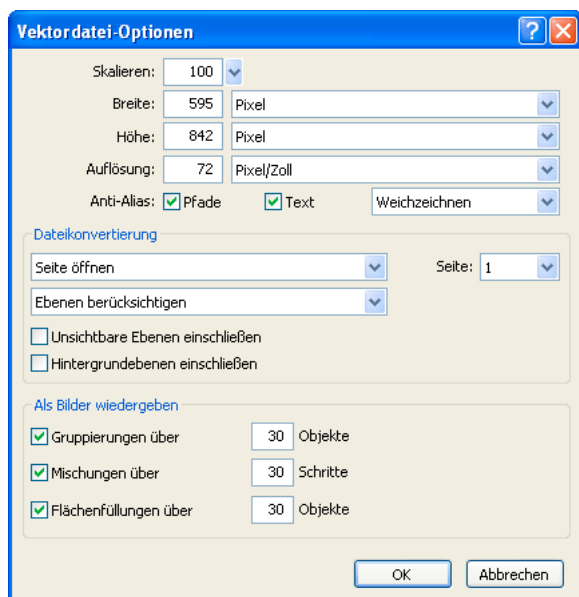 Vektordatei-Optionen
Skalieren: 100
Breite: 595 Pixel
Höhe: 842 Pixel
Auflösung: 72 Pixel/Zoll
Anti-Alias: Pfade Text Weichzeichnen
Dateikonvertierung
Seite öffnen Seite: 1
Ebenen berücksichtigen
Unsichtbare Ebenen einschließen
Hintergrundebenen einschließen
Als Bilder wiedergeben
Gruppierungen über 30 Objekte
Mischungen über 30 Schritte
Flächenfüllungen über 30 Objekte
OK Abbrechen